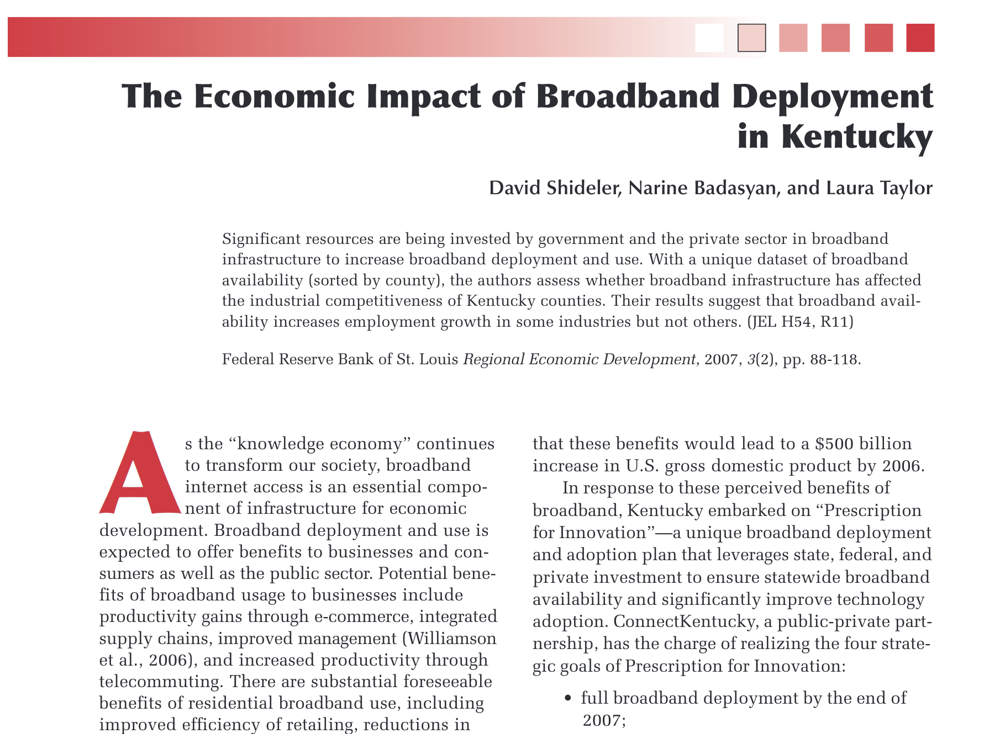 The Economic Impact of Broadband Deployment
in Kentucky
David Shideler, Narine Badasyan, and Laura Taylor
Significant resources are being invested by government and the private sector in broadband
infrastructure to increase broadband deployment and use. With a unique dataset of broadband
availability (sorted by county), the authors assess whether broadband infrastructure has affected
the industrial competitiveness of Kentucky counties. Their results suggest that broadband avail-
ability increases employment growth in some industries but not others. (JEL H54, R11)
Federal Reserve Bank of St. Louis Regional Economic Development, 2007, 3(2), pp. 88-118.
As the “knowledge economy” continues
to transform our society, broadband
internet access is an essential compo-
nent of infrastructure for economic
development. Broadband deployment and use is
expected to offer benefits to businesses and con-
sumers as well as the public sector. Potential bene-
fits of broadband usage to businesses include
productivity gains through e-commerce, integrated
supply chains, improved management (Williamson
et al., 2006), and increased productivity through
telecommuting. There are substantial foreseeable
benefits of residential broadband use, including
improved efficiency of retailing, reductions in
that these benefits would lead to a $500 billion
increase in U.S. gross domestic product by 2006.
In response to these perceived benefits of
broadband, Kentucky embarked on “Prescription
for Innovation”—a unique broadband deployment
and adoption plan that leverages state, federal, and
private investment to ensure statewide broadband
availability and significantly improve technology
adoption. ConnectKentucky, a public-private part-
nership, has the charge of realizing the four strate-
gic goals of Prescription for Innovation:
• full broadband deployment by the end of
2007;